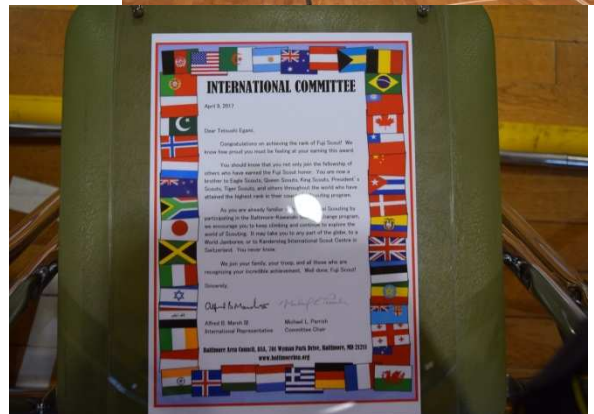 INTERNATIONAL COMMITTEE
April 9, 2017
Dear Tetsushi Egami,
Congratulations on achieving the rank of Fuji Scout! We
know how proud you must be feeling at your earning this award.
You should know that you not only join the fellowship of
others who have earned the Fuji Scout honor. You are now a
brother to Eagle Scouts, Queen Scouts, King Scouts, President's
Scouts, Tiger Scouts, and others throughout the world who have
attained the highest rank in their scouting program.
As you are already familiar Scouting by
participating in the Baltimore-Kawasaki change program,
we encourage you to keep climbing and continue to explore the
world of Scouting. It may take you to any part of the globe, to a
World Jamboree, or to Kandersteg International Scout Centre in
Switzerland. You never know.
We join your family, your troop, and all those who are
recognizing your incredible achievement. Well done, Fuji Scout!
Sincerely,
Alfred B. Marsh III Michael L. Parrish
International Representative Committee Chair
Baltimore Area Council, BSA, 701 Wyman Park Drive, Baltimore, MD 21211
www.baltimorebsa.org